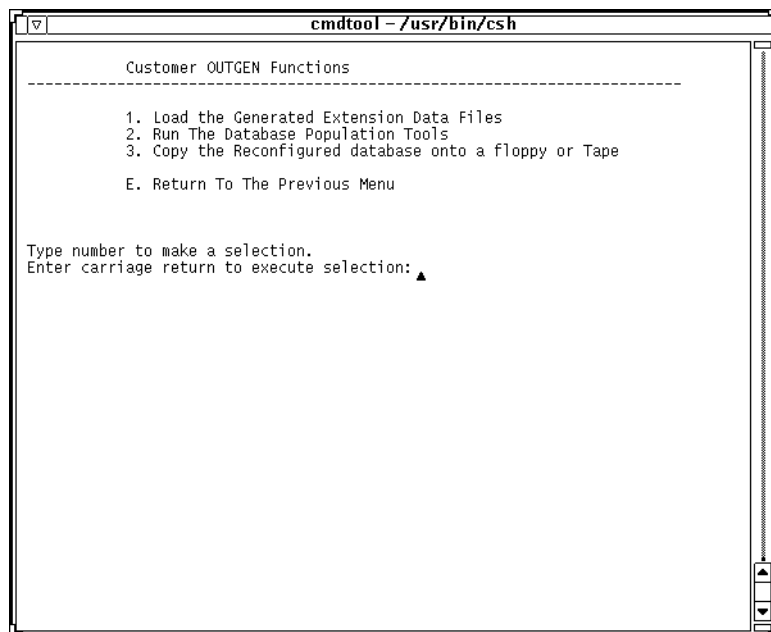 cmdtool – /usr/bin/csh
Customer OUTGEN Functions
--------------------------------------------------------------------------------
1. Load the Generated Extension Data Files
2. Run The Database Population Tools
3. Copy the Reconfigured database onto a floppy or Tape
E. Return To The Previous Menu
Type number to make a selection.
Enter carriage return to execute selection: